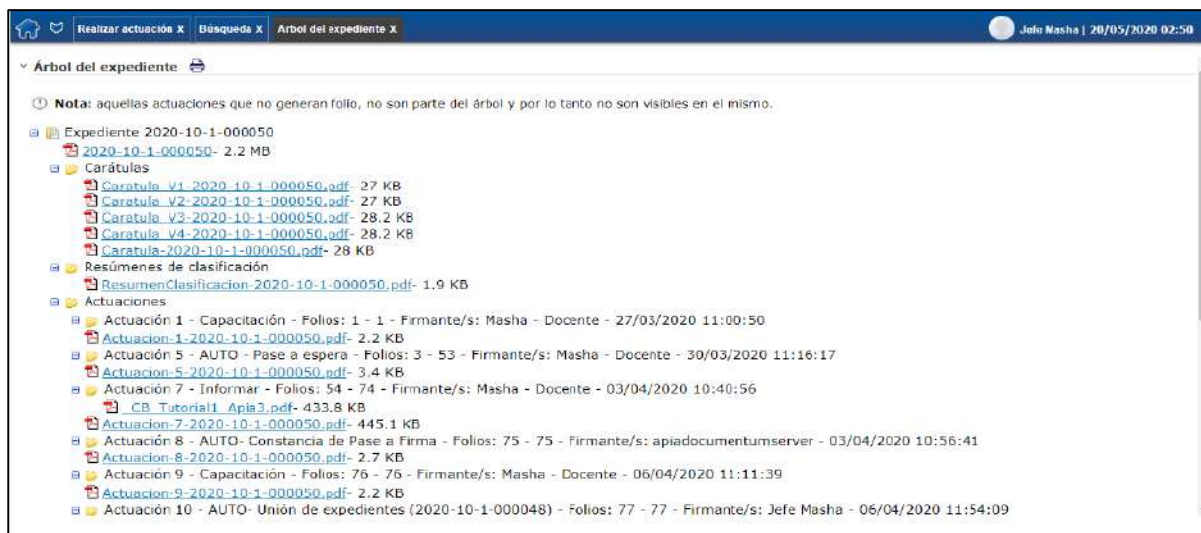 Realizar actuación X Búsqueda X Arbol del expediente X Jefe Masha | 20/05/2020 02:50
Árbol del expediente
Nota: aquellas actuaciones que no generan folio, no son parte del árbol y por lo tanto no son visibles en el mismo.
Expediente 2020-10-1-000050
2020-10-1-000050- 2.2 MB
Carátulas
Caratula_V1-2020-10-1-000050.pdf- 27 KB
Caratula_V2-2020-10-1-000050.pdf- 27 KB
Caratula_V3-2020-10-1-000050.pdf- 28.2 KB
Caratula_V4-2020-10-1-000050.pdf- 28.2 KB
Caratula-2020-10-1-000050.pdf- 28 KB
Resúmenes de clasificación
ResumenClasificacion-2020-10-1-000050.pdf- 1.9 KB
Actuaciones
Actuación 1 - Capacitación - Folios: 1 - 1 - Firmante/s: Masha - Docente - 27/03/2020 11:00:50
Actuacion-1-2020-10-1-000050.pdf- 2.2 KB
Actuación 5 - AUTO - Pase a espera - Folios: 3 - 53 - Firmante/s: Masha - Docente - 30/03/2020 11:16:17
Actuacion-5-2020-10-1-000050.pdf- 3.4 KB
Actuación 7 - Informar - Folios: 54 - 74 - Firmante/s: Masha - Docente - 03/04/2020 10:40:56
_CB_Tutorial1_Apia3.pdf- 433.8 KB
Actuacion-7-2020-10-1-000050.pdf- 445.1 KB
Actuación 8 - AUTO- Constancia de Pase a Firma - Folios: 75 - 75 - Firmante/s: apiadocumentumserver - 03/04/2020 10:56:41
Actuacion-8-2020-10-1-000050.pdf- 2.7 KB
Actuación 9 - Capacitación - Folios: 76 - 76 - Firmante/s: Masha - Docente - 06/04/2020 11:11:39
Actuacion-9-2020-10-1-000050.pdf- 2.2 KB
Actuación 10 - AUTO- Unión de expedientes (2020-10-1-000048) - Folios: 77 - 77 - Firmante/s: Jefe Masha - 06/04/2020 11:54:09